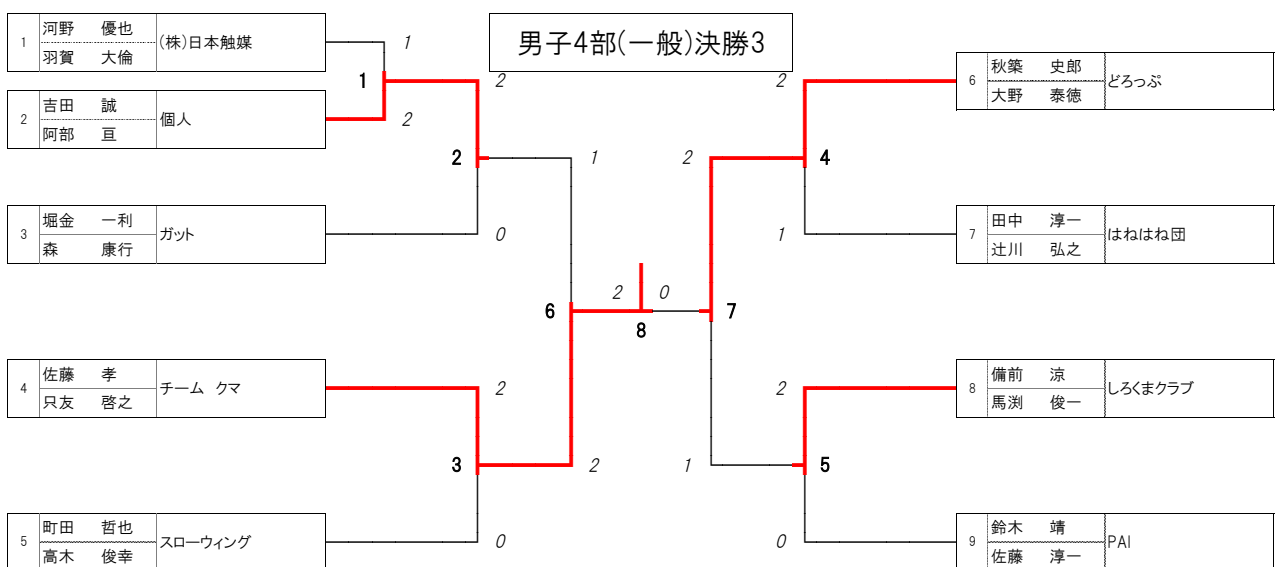 男子4部(一般)決勝3
1
河野 優也
羽賀 大倫
(株)日本触媒
2
吉田 誠
阿部 亘
個人
3
堀金 一利
森 康行
ガット
4
佐藤 孝
只友 啓之
チーム クマ
5
町田 哲也
高木 俊幸
スローウィング
1
1
2
2
2
0
1
6
2
3
2
0
2
8
0
7
2
1
2
4
1
2
5
0
6
秋築 史郎
大野 泰徳
どろっぷ
7
田中 淳一
辻川 弘之
はねはね団
8
備前 涼
馬渕 俊一
しろくまクラブ
9
鈴木 靖
佐藤 淳一
PAI